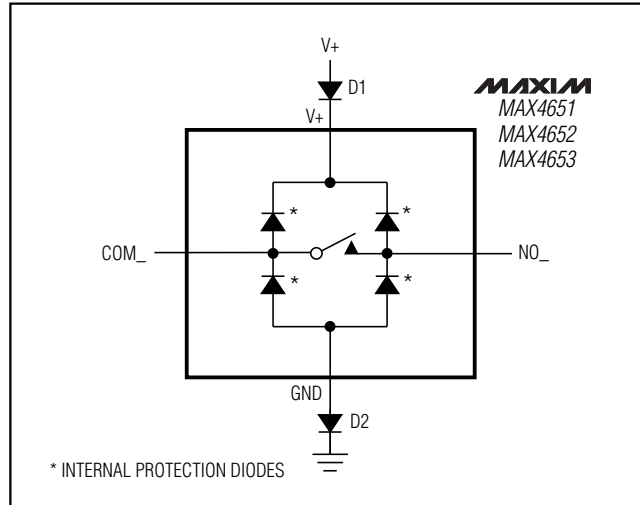 V+
D1
MAXIM
V+
MAX4651
MAX4652
MAX4653
*
*
COM_
NO_
*
*
GND
D2
* INTERNAL PROTECTION DIODES